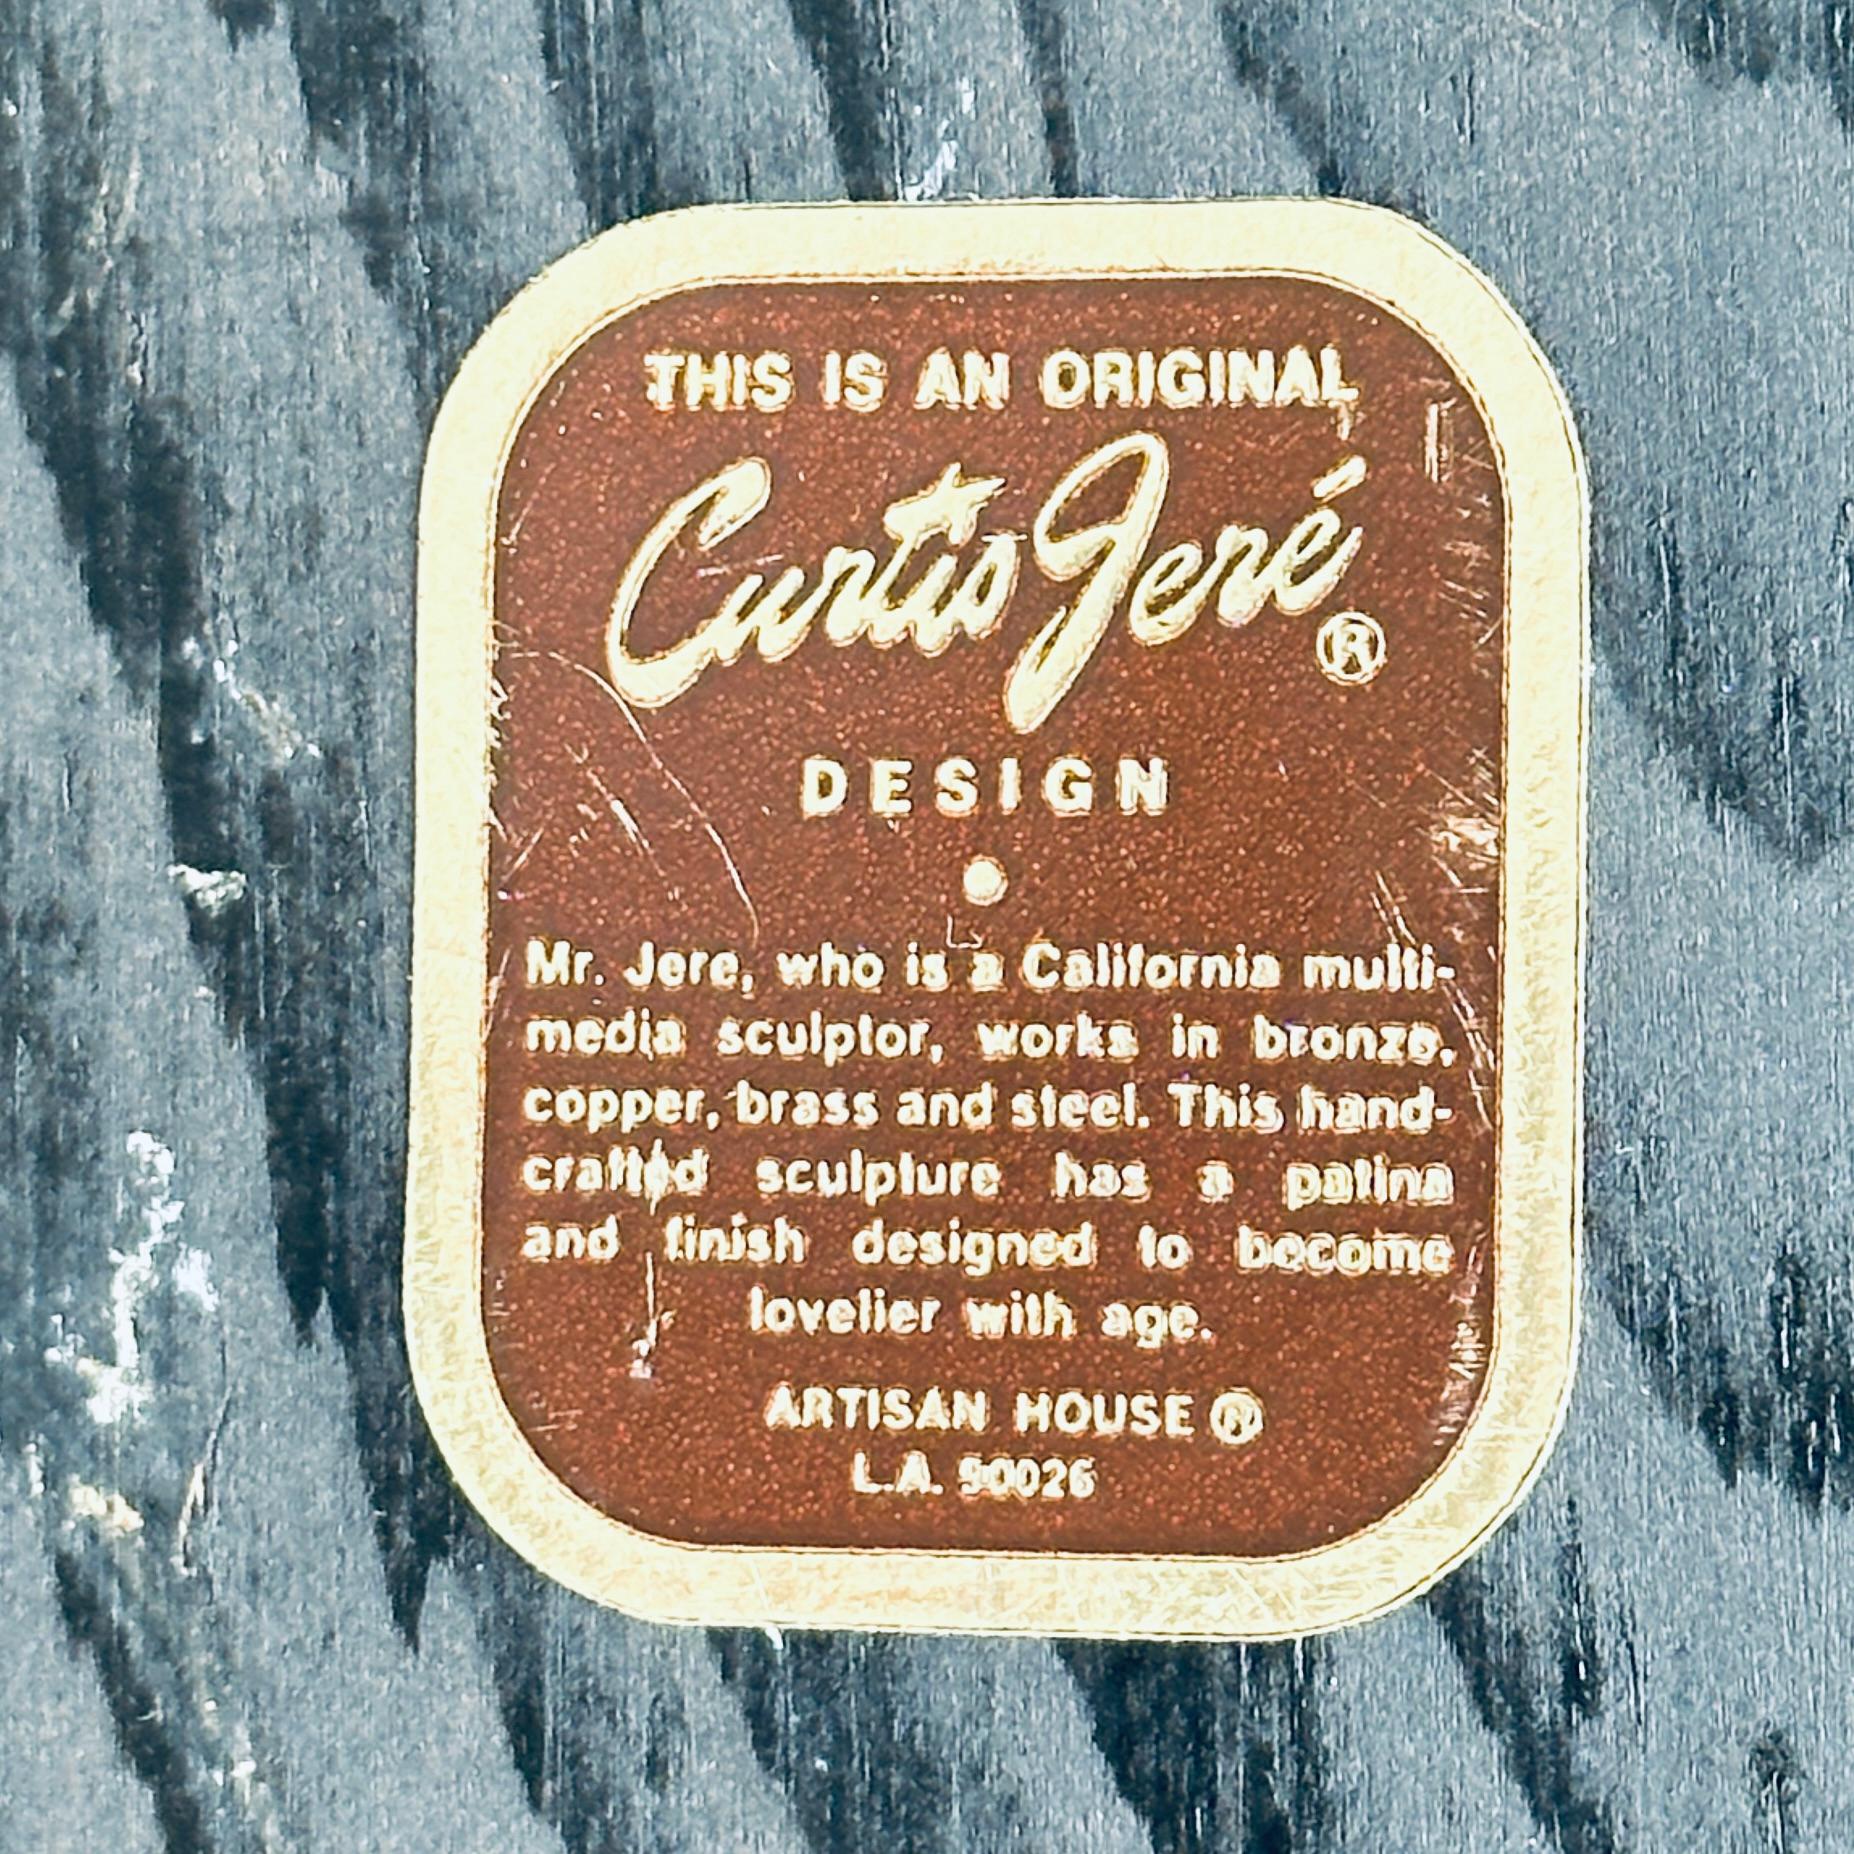 THIS IS AN ORIGINAL
Curtis Jeré ®
DESIGN
Mr. Jere, who is a California multi-
media sculptor, works in bronze,
copper, brass and steel. This hand-
crafted sculpture has a patina
and finish designed to become
lovelier with age.
ARTISAN HOUSE ®
L.A. 90026